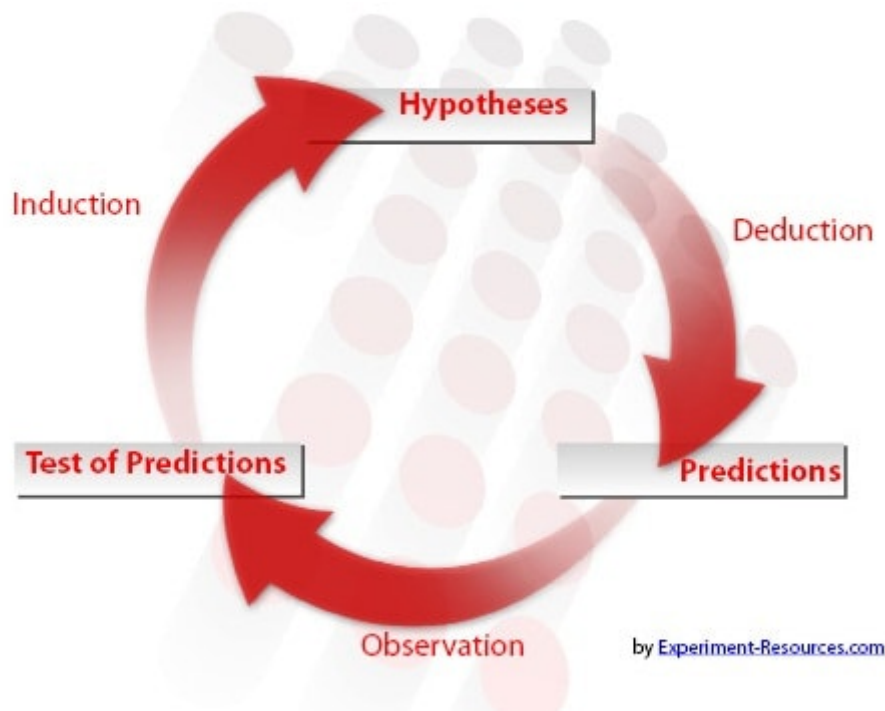 Hypotheses
Induction
Deduction
Test of Predictions
Predictions
Observation
by Experiment-Resources.com